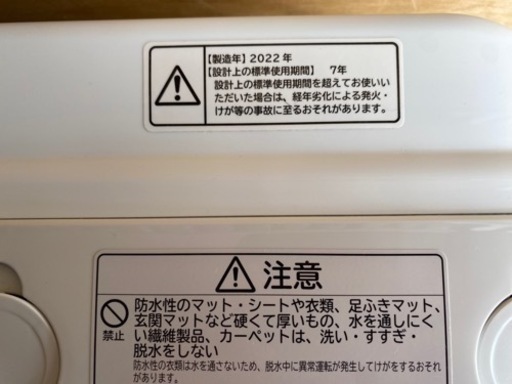 【製造年】2022年
【設計上の標準使用期間】 7年
設計上の標準使用期間を超えてお使い
いただいた場合は、経年劣化による発火・
けが等の事故に至るおそれがあります。
注意
防水性のマット・シートや衣類、足ふきマット、
玄関マットなど硬くて厚いもの、水を通しにく
い繊維製品、カーペットは、洗い・すすぎ・
脱水をしない
禁止
防水性の衣類は水を通さないため、脱水中に異常運転が発生してけがをするおそれ
があります。